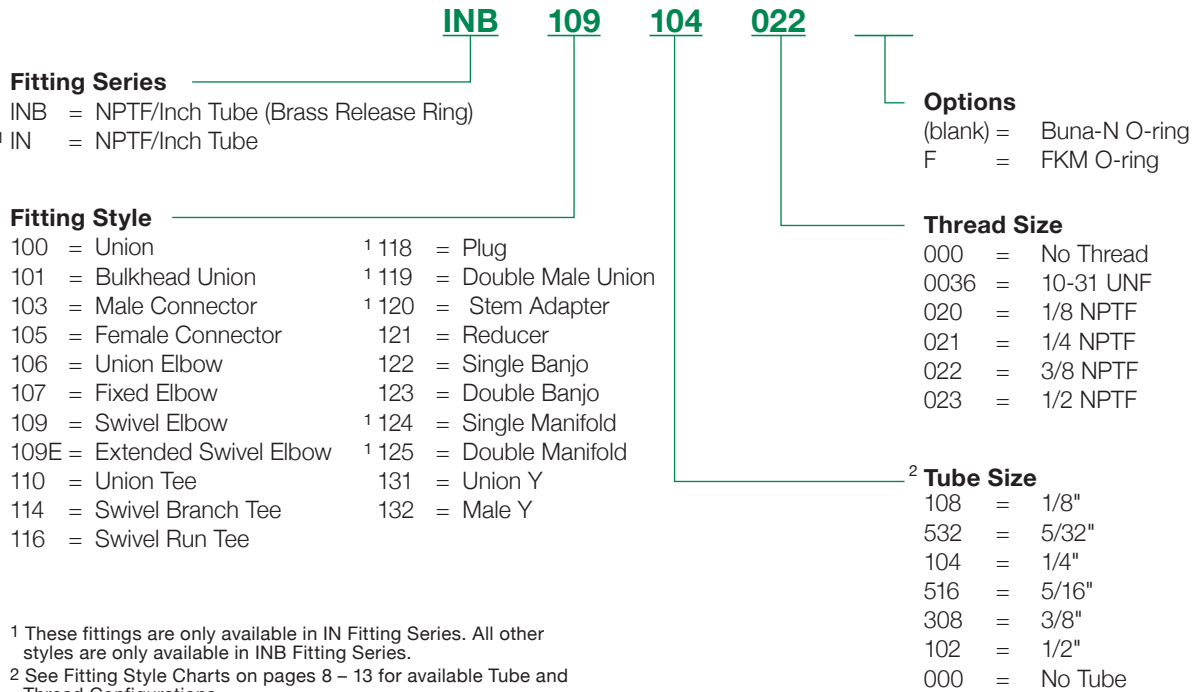 INB 109 104 022
Fitting Series
INB = NPTF/Inch Tube (Brass Release Ring)
1 IN = NPTF/Inch Tube
Fitting Style
100 = Union
101 = Bulkhead Union
103 = Male Connector
105 = Female Connector
106 = Union Elbow
107 = Fixed Elbow
109 = Swivel Elbow
109E = Extended Swivel Elbow
110 = Union Tee
114 = Swivel Branch Tee
116 = Swivel Run Tee
1 118 = Plug
1 119 = Double Male Union
1 120 = Stem Adapter
121 = Reducer
122 = Single Banjo
123 = Double Banjo
1 124 = Single Manifold
1 125 = Double Manifold
131 = Union Y
132 = Male Y
1 These fittings are only available in IN Fitting Series. All other
styles are only available in INB Fitting Series.
2 See Fitting Style Charts on pages 8 – 13 for available Tube and
Thread Configurations
Options
(blank) = Buna-N O-ring
F = FKM O-ring
Thread Size
000 = No Thread
0036 = 10-31 UNF
020 = 1/8 NPTF
021 = 1/4 NPTF
022 = 3/8 NPTF
023 = 1/2 NPTF
2 Tube Size
108 = 1/8"
532 = 5/32"
104 = 1/4"
516 = 5/16"
308 = 3/8"
102 = 1/2"
000 = No Tube